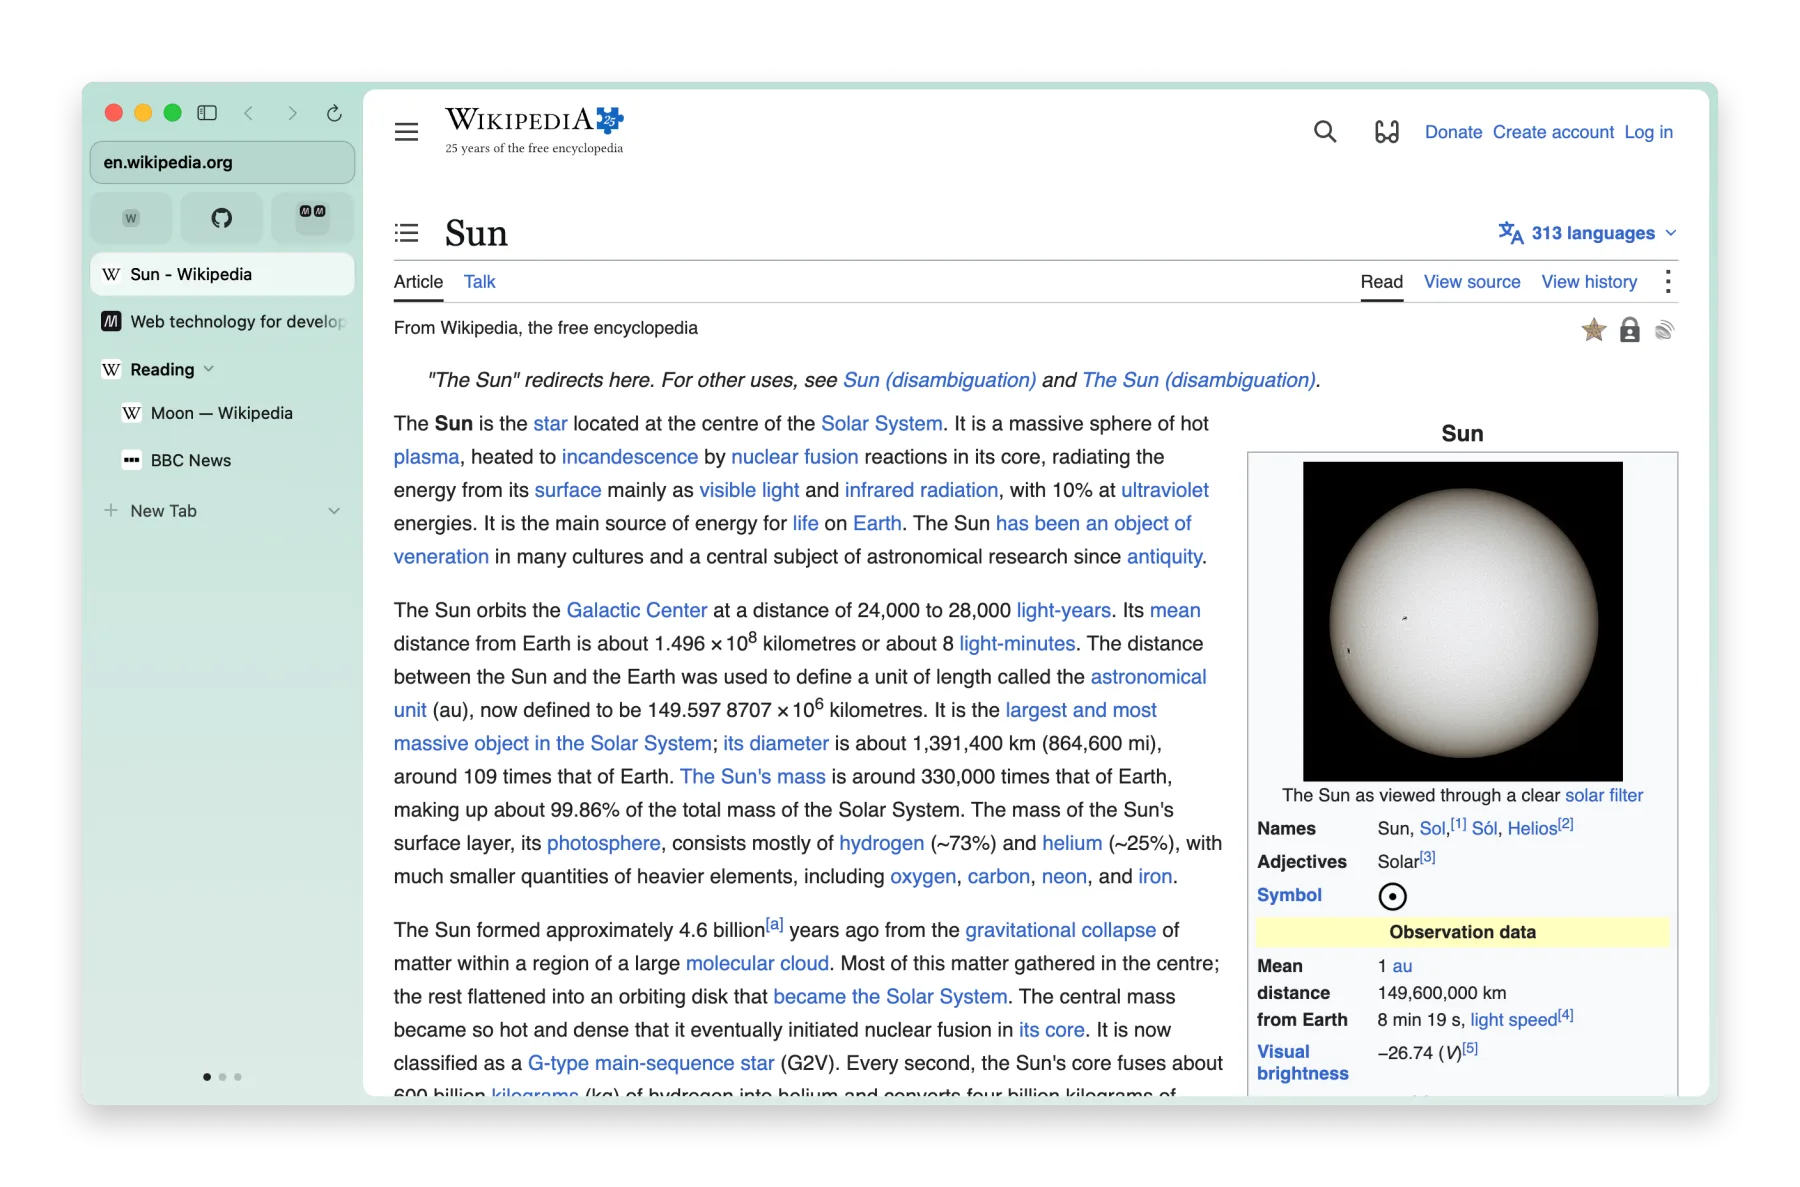 en.wikipedia.org
W
Sun - Wikipedia
Web technology for develop
Reading
Moon — Wikipedia
BBC News
New Tab
WIKIPEDIA 25
25 years of the free encyclopedia
Donate Create account Log in
Sun
313 languages
Article Talk
Read View source View history
From Wikipedia, the free encyclopedia
"The Sun" redirects here. For other uses, see Sun (disambiguation) and The Sun (disambiguation).
The Sun is the star located at the centre of the Solar System. It is a massive sphere of hot
plasma, heated to incandescence by nuclear fusion reactions in its core, radiating the
energy from its surface mainly as visible light and infrared radiation, with 10% at ultraviolet
energies. It is the main source of energy for life on Earth. The Sun has been an object of
veneration in many cultures and a central subject of astronomical research since antiquity.
The Sun orbits the Galactic Center at a distance of 24,000 to 28,000 light-years. Its mean
distance from Earth is about 1.496 × 10⁸ kilometres or about 8 light-minutes. The distance
between the Sun and the Earth was used to define a unit of length called the astronomical
unit (au), now defined to be 149.597 8707 × 10⁶ kilometres. It is the largest and most
massive object in the Solar System; its diameter is about 1,391,400 km (864,600 mi),
around 109 times that of Earth. The Sun's mass is around 330,000 times that of Earth,
making up about 99.86% of the total mass of the Solar System. The mass of the Sun's
surface layer, its photosphere, consists mostly of hydrogen (~73%) and helium (~25%), with
much smaller quantities of heavier elements, including oxygen, carbon, neon, and iron.
The Sun formed approximately 4.6 billion[a] years ago from the gravitational collapse of
matter within a region of a large molecular cloud. Most of this matter gathered in the centre;
the rest flattened into an orbiting disk that became the Solar System. The central mass
became so hot and dense that it eventually initiated nuclear fusion in its core. It is now
classified as a G-type main-sequence star (G2V). Every second, the Sun's core fuses about
600 billion kilograms (kg) of hydrogen into helium and converts four billion kilograms of
Sun
The Sun as viewed through a clear solar filter
Names Sun, Sol,[1] Sól, Helios[2]
Adjectives Solar[3]
Symbol
Observation data
Mean distance from Earth
1 au
149,600,000 km
8 min 19 s, light speed[4]
Visual brightness
−26.74 (V)[5]